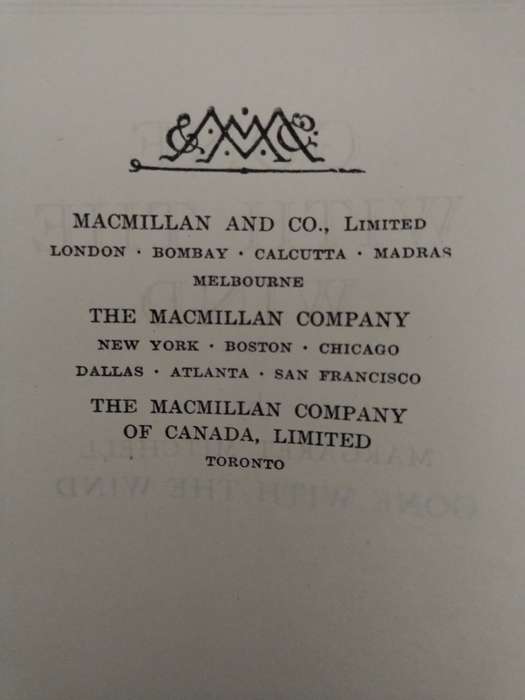 MACMILLAN AND CO., LIMITED
LONDON · BOMBAY · CALCUTTA · MADRAS
MELBOURNE
THE MACMILLAN COMPANY
NEW YORK · BOSTON · CHICAGO
DALLAS · ATLANTA · SAN FRANCISCO
THE MACMILLAN COMPANY
OF CANADA, LIMITED
TORONTO